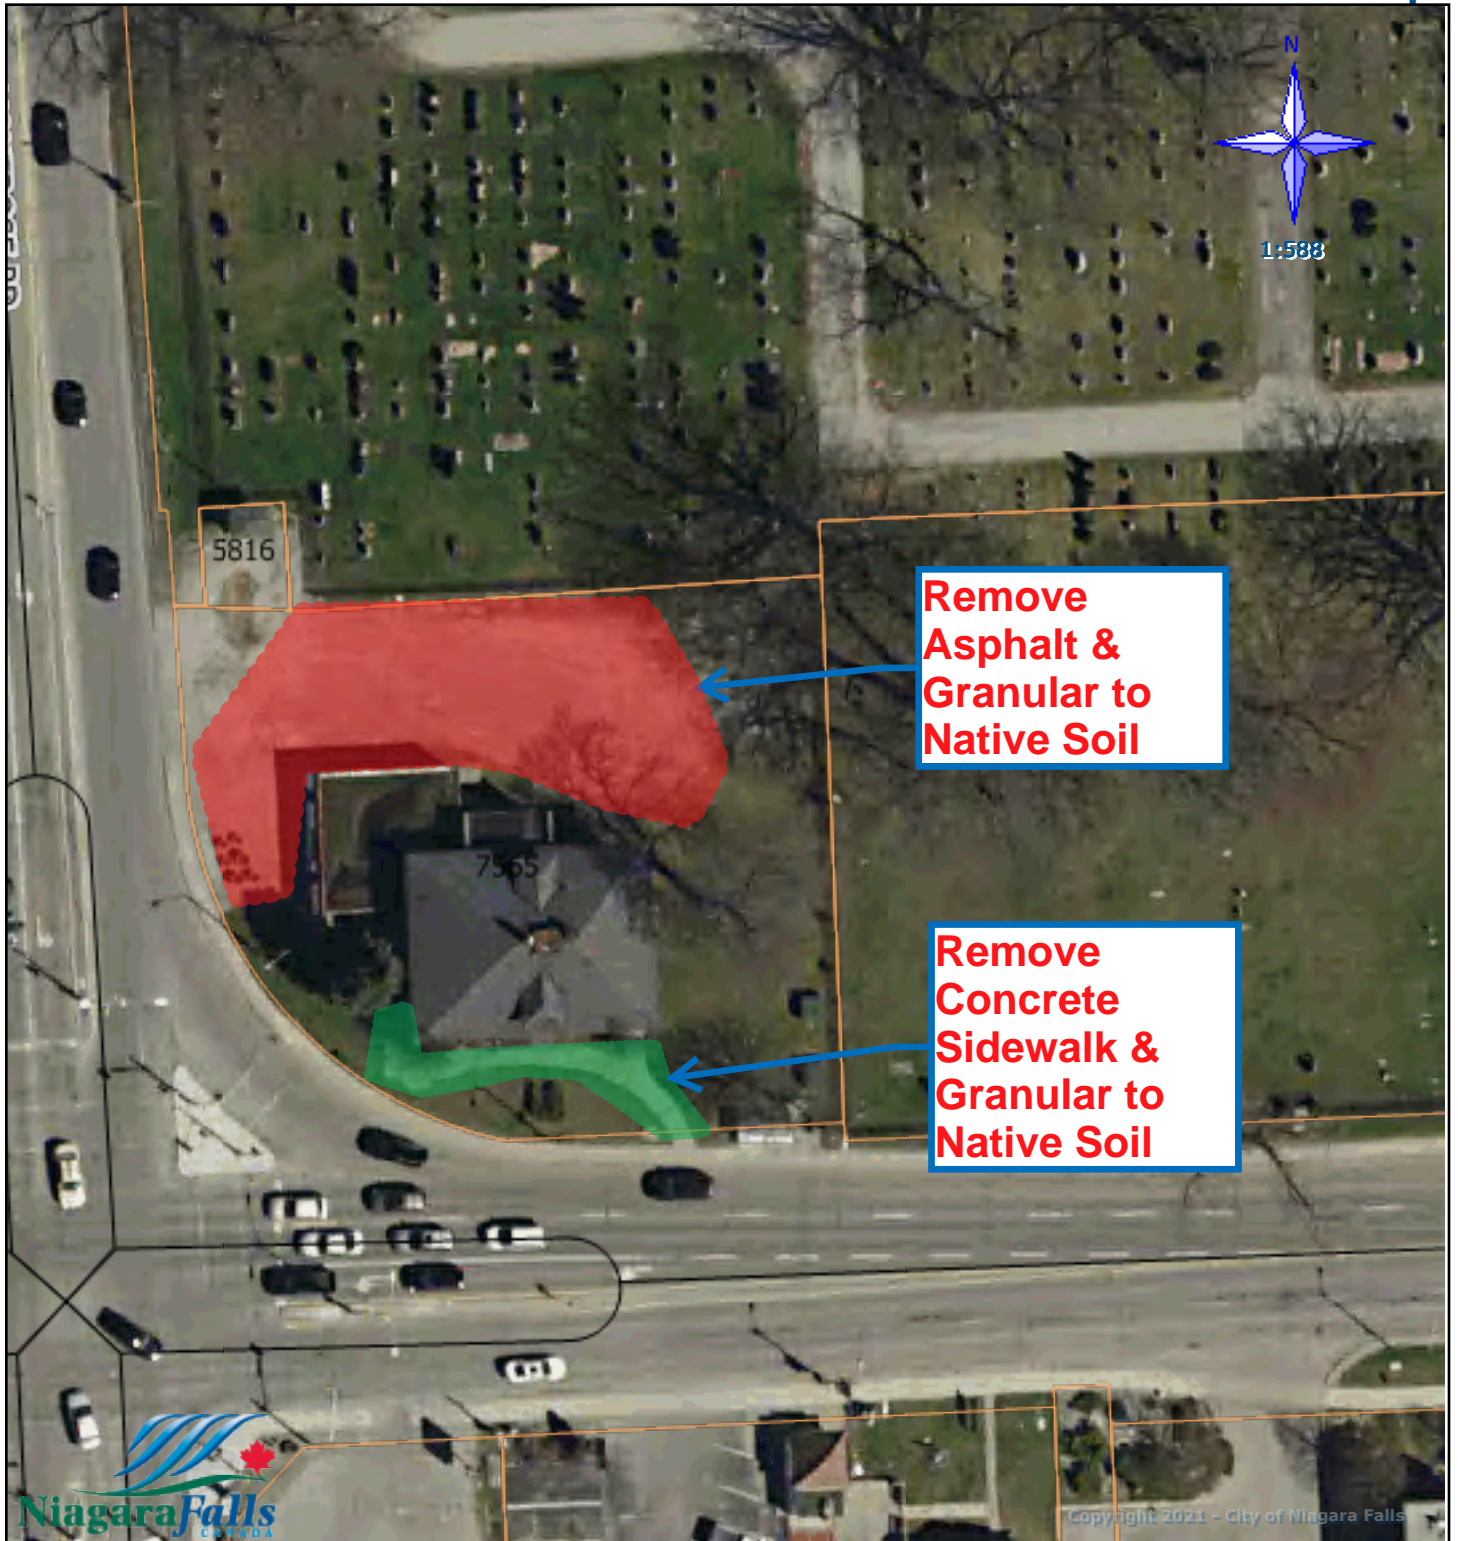 N
1:588
5816
Remove
Asphalt &
Granular to
Native Soil
7565
Remove
Concrete
Sidewalk &
Granular to
Native Soil
NiagaraFalls
CANADA
Copyright 2021 - City of Niagara Falls